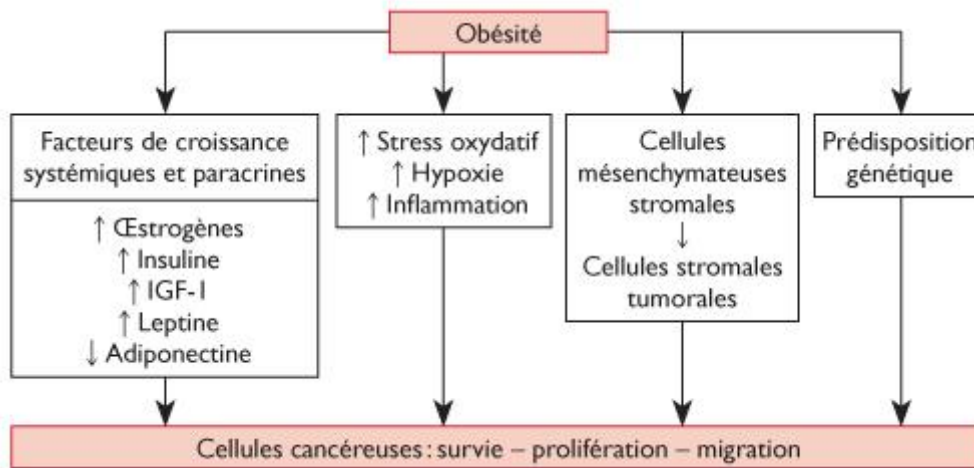 Obésité
Facteurs de croissance
systémiques et paracrines
↑ Œstrogènes
↑ Insuline
↑ IGF-1
↑ Leptine
↓ Adiponectine
↑ Stress oxydatif
↑ Hypoxie
↑ Inflammation
Cellules
mésenchymateuses
stromales
↓
Cellules stromales
tumorales
Prédisposition
génétique
Cellules cancéreuses : survie – prolifération – migration